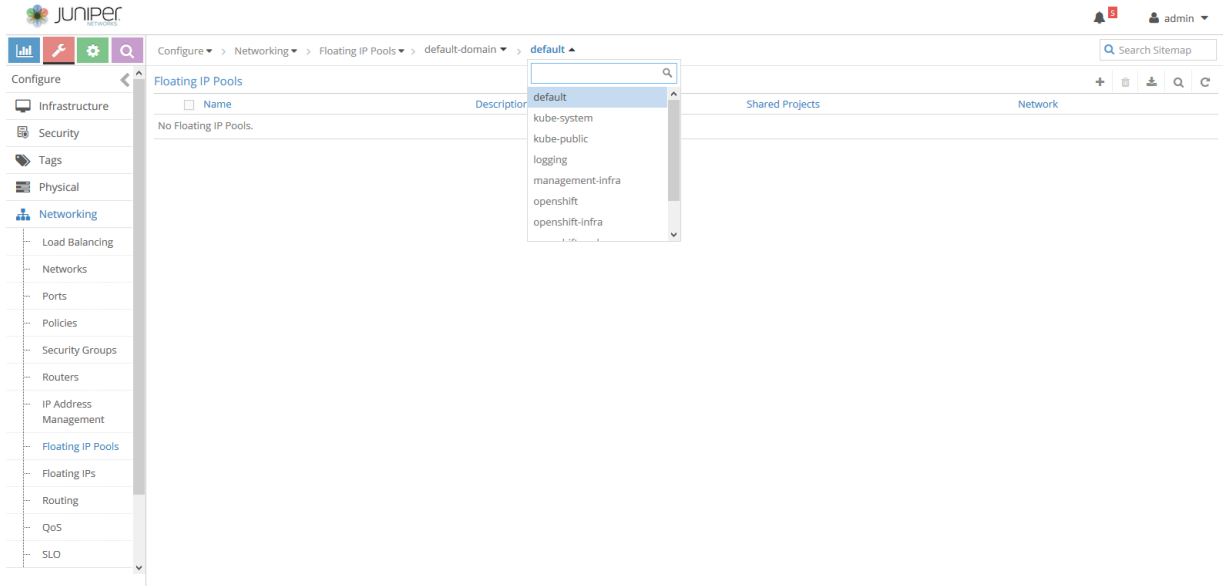 JUNIPER
NETWORKS
5
admin
Configure > Networking > Floating IP Pools > default-domain > default
Search Sitemap
Configure
Floating IP Pools
Name Description Shared Projects Network
No Floating IP Pools.
default
kube-system
kube-public
logging
management-infra
openshift
openshift-infra
Infrastructure
Security
Tags
Physical
Networking
Load Balancing
Networks
Ports
Policies
Security Groups
Routers
IP Address
Management
Floating IP Pools
Floating IPs
Routing
QoS
SLO